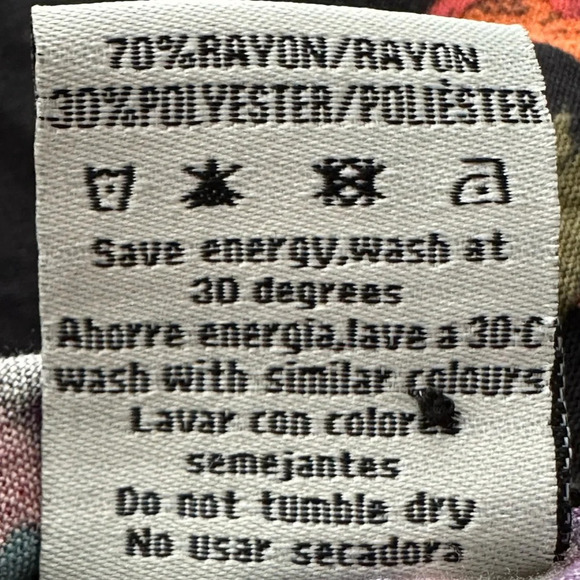 70%RAYON/RAYON
30%POLYESTER/POLIÈSTER
Save energy.wash at
30 degrees
Ahorre energía.lave a 30·C
wash with similar colours
Lavar con colores
semejantes
Do not tumble dry
No usar secadora